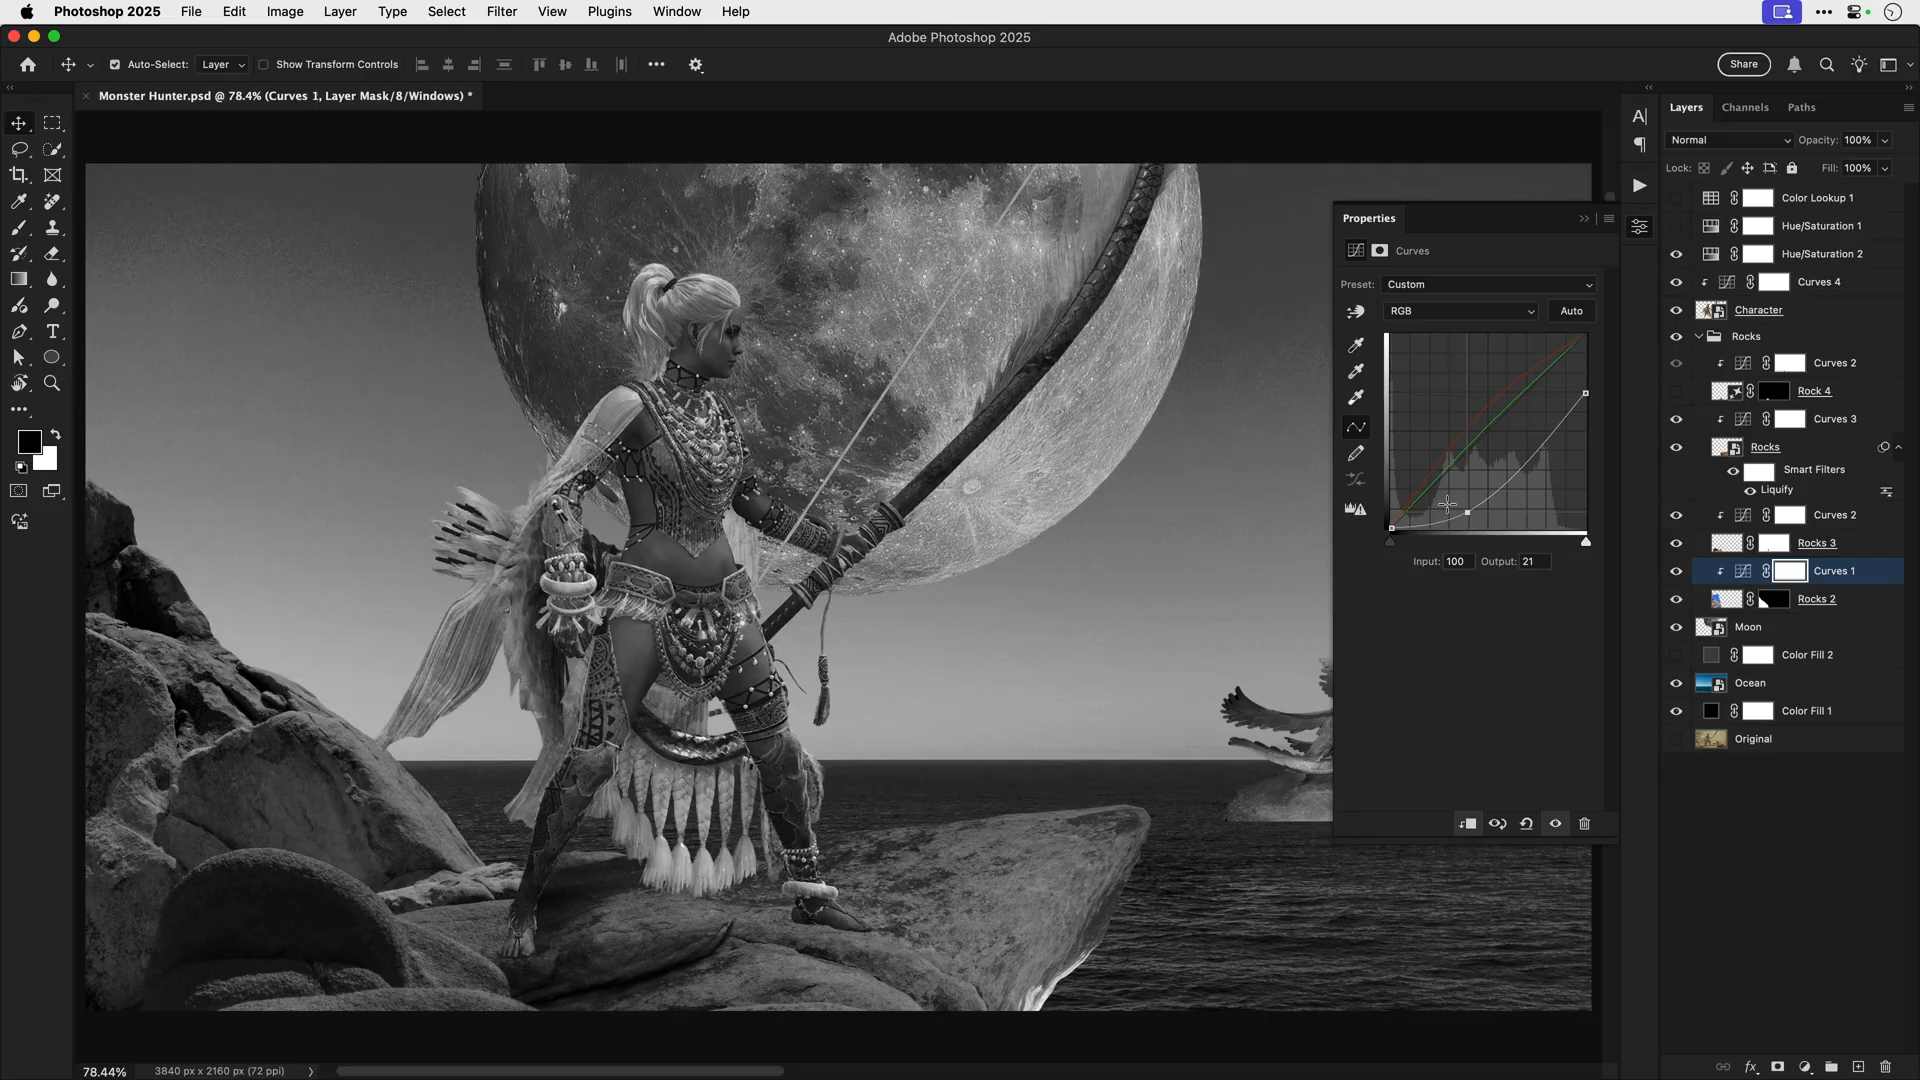 Photoshop 2025 File Edit Image Layer Type Select Filter View Plugins Window Help
Adobe Photoshop 2025
Auto-Select: Layer Show Transform Controls Share
Monster Hunter.psd @ 78.4% (Curves 1, Layer Mask/8/Windows) *
Layers Channels Paths
Normal Opacity: 100%
Lock: Fill: 100%
Color Lookup 1
Hue/Saturation 1
Hue/Saturation 2
Curves 4
Character
Rocks
Curves 2
Rock 4
Curves 3
Rocks
Smart Filters
Liquify
Curves 2
Rocks 3
Curves 1
Rocks 2
Moon
Color Fill 2
Ocean
Color Fill 1
Original
Properties
Curves
Preset: Custom
RGB Auto
Input: 100 Output: 21
78.44% 3840 px x 2160 px (72 ppi)